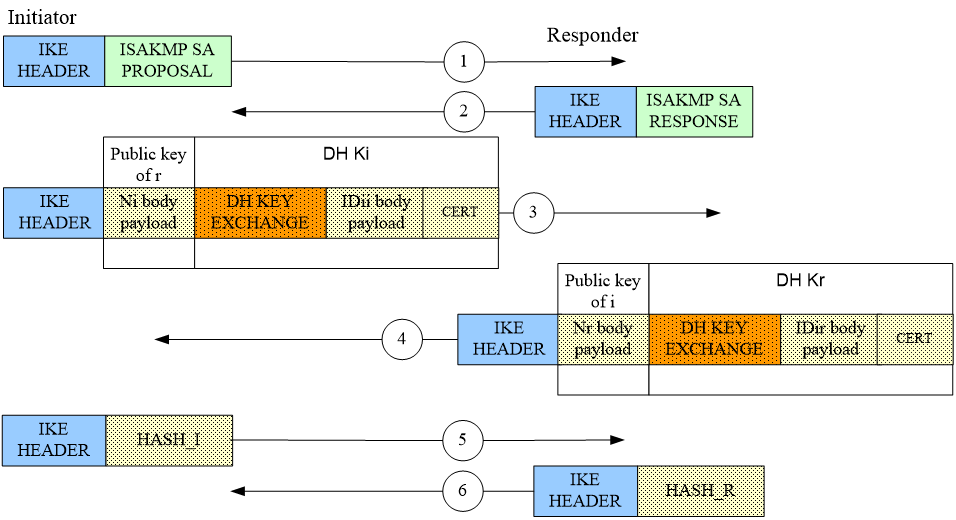 Initiator
Responder
IKE
HEADER
ISAKMP SA
PROPOSAL
1
2
IKE
HEADER
ISAKMP SA
RESPONSE
Public key
of r
DH Ki
IKE
HEADER
Ni body
payload
DH KEY
EXCHANGE
IDii body
payload
CERT
3
Public key
of i
DH Kr
4
IKE
HEADER
Nr body
payload
DH KEY
EXCHANGE
IDir body
payload
CERT
IKE
HEADER
HASH_I
5
6
IKE
HEADER
HASH_R